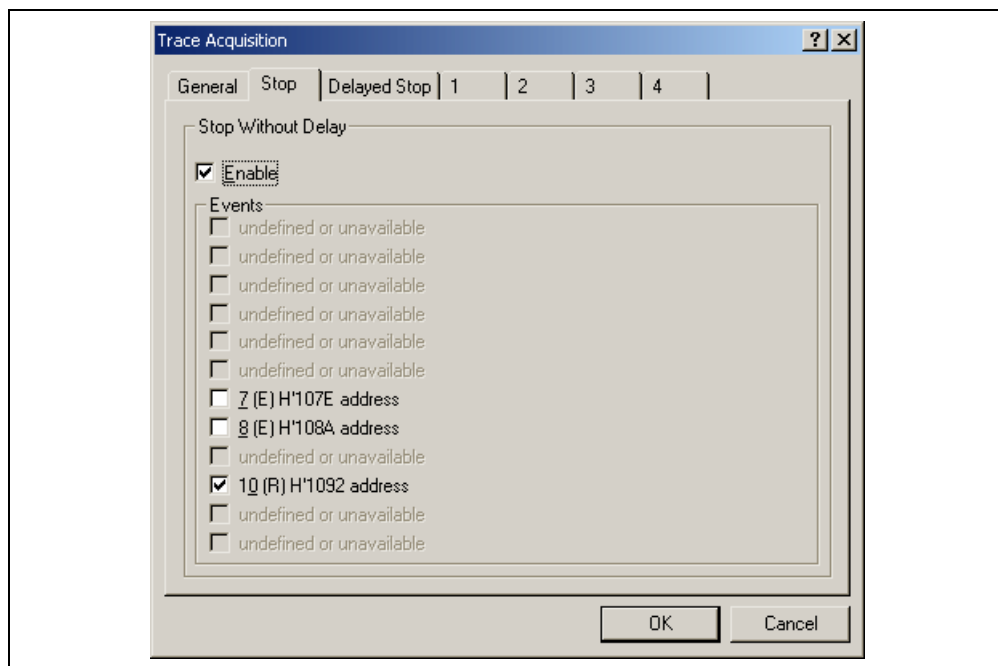 Trace Acquisition
General Stop Delayed Stop 1 2 3 4
Stop Without Delay
Enable
Events
undefined or unavailable
undefined or unavailable
undefined or unavailable
undefined or unavailable
undefined or unavailable
undefined or unavailable
7 (E) H'107E address
8 (E) H'108A address
undefined or unavailable
10 (R) H'1092 address
undefined or unavailable
undefined or unavailable
OK Cancel